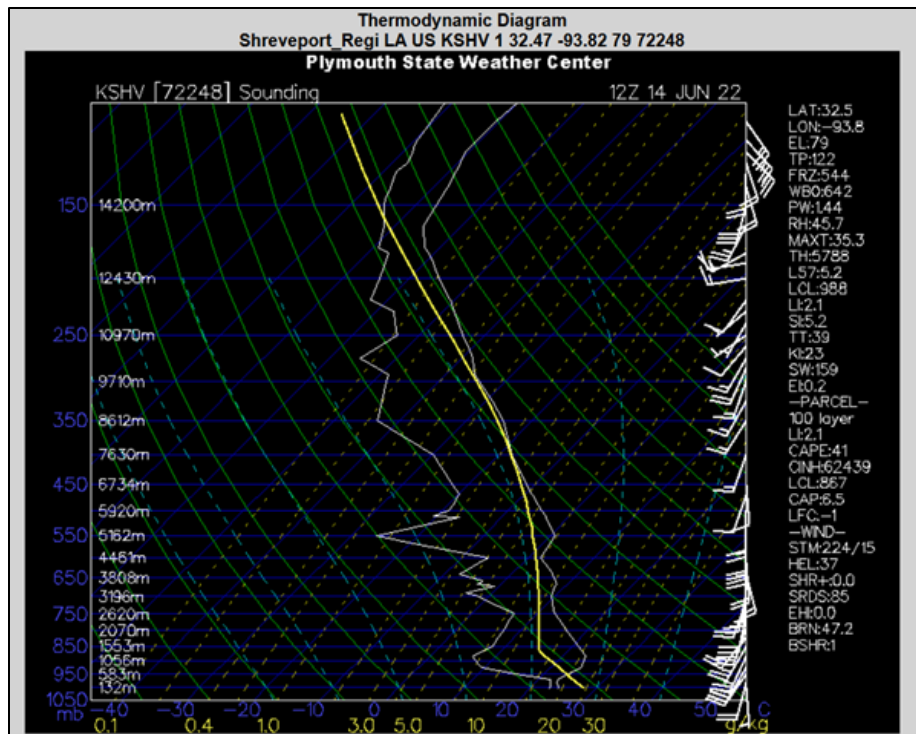 Thermodynamic Diagram
Shreveport_Regi LA US KSHV 1 32.47 -93.82 79 72248
Plymouth State Weather Center
KSHV [72248] Sounding 12Z 14 JUN 22
LAT:32.5
LON:-93.8
EL:79
TP:122
FRZ:544
WB0:642
PW:1.44
RH:45.7
MAXT:35.3
TH:5788
L57:5.2
LCL:988
LI:2.1
SI:5.2
TT:39
KI:23
SW:159
EI:0.2
-PARCEL-
100 layer
LI:2.1
CAPE:41
CINH:62439
LCL:867
CAP:6.5
LFC:-1
-WIND-
STM:224/15
HEL:37
SHR+:0.0
SRDS:85
EHI:0.0
BRN:47.2
BSHR:1
150 14200m
12430m
250 10970m
9710m
350 8612m
7630m
450 6734m
5920m
550 5162m
4461m
650 3808m
3196m
750 2620m
2070m
850 1553m
1056m
950 583m
132m
1050
mb -40 -30 -20 -10 0 10 20 30 40 50 C
0.1 0.4 1.0 3.0 5.0 10 20 30 g/kg